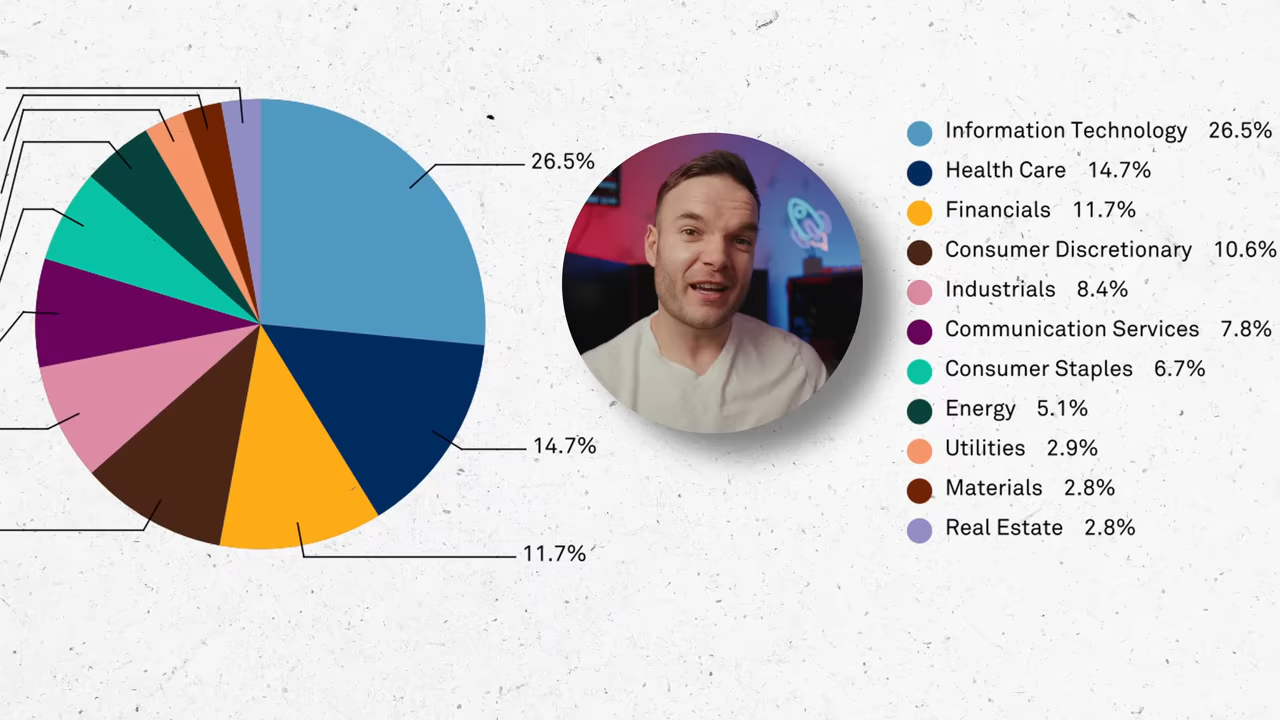 26.5%
14.7%
11.7%
Information Technology 26.5%
Health Care 14.7%
Financials 11.7%
Consumer Discretionary 10.6%
Industrials 8.4%
Communication Services 7.8%
Consumer Staples 6.7%
Energy 5.1%
Utilities 2.9%
Materials 2.8%
Real Estate 2.8%